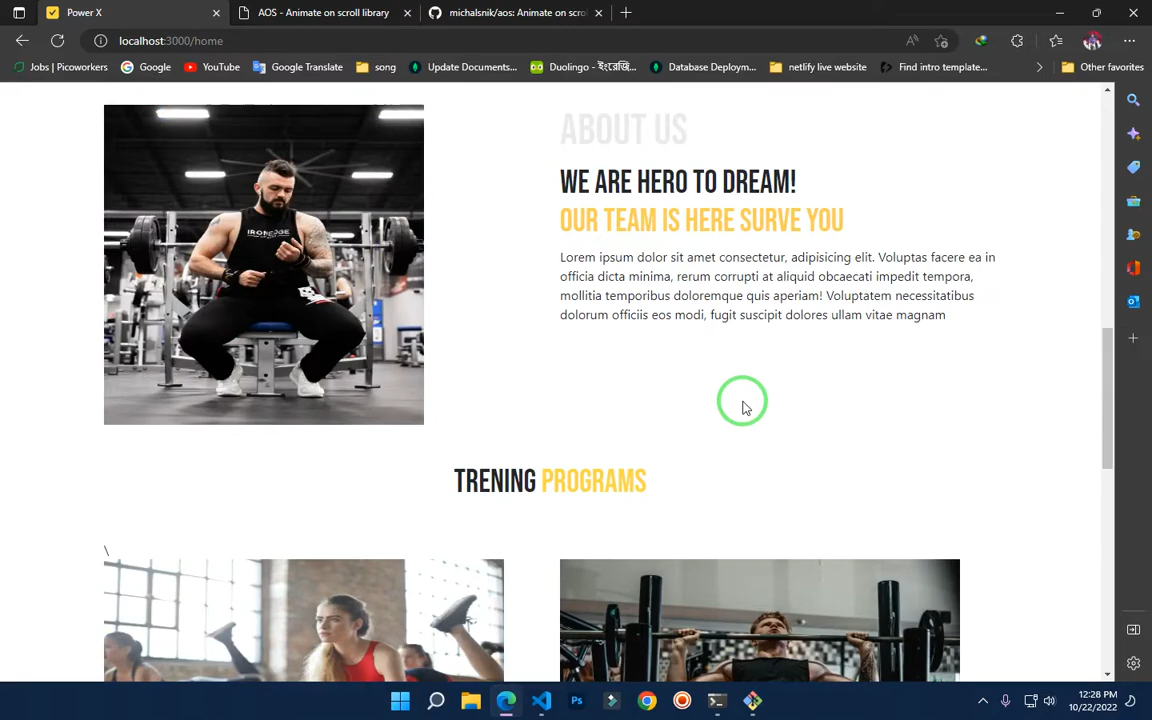 Power X
AOS - Animate on scroll library
michalsnik/aos: Animate on scro
localhost:3000/home
Jobs | Picoworkers
Google
YouTube
Google Translate
song
Update Documents...
Duolingo - ইংরেজি...
Database Deploym...
netlify live website
Find intro template...
Other favorites
ABOUT US
WE ARE HERO TO DREAM!
OUR TEAM IS HERE SURVE YOU
Lorem ipsum dolor sit amet consectetur, adipisicing elit. Voluptas facere ea in
officia dicta minima, rerum corrupti at aliquid obcaecati impedit tempora,
mollitia temporibus doloremque quis aperiam! Voluptatem necessitatibus
dolorum officiis eos modi, fugit suscipit dolores ullam vitae magnam
IRONEDGE
TRENING PROGRAMS
\
12:28 PM
10/22/2022